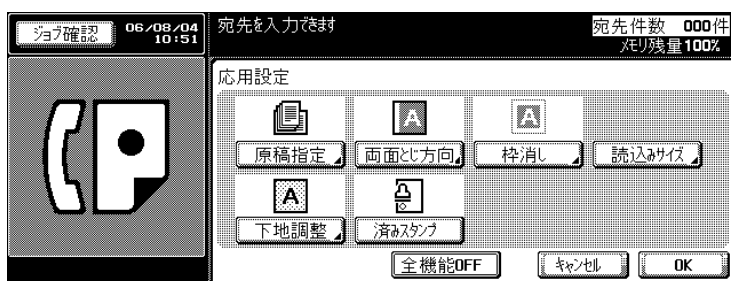 ジョブ確認
06/08/04
10:51
宛先を入力できます
宛先件数 000件
メモリ残量100%
応用設定
原稿指定
両面とじ方向
枠消し
読込みサイズ
下地調整
済みスタンプ
全機能OFF
キャンセル
OK